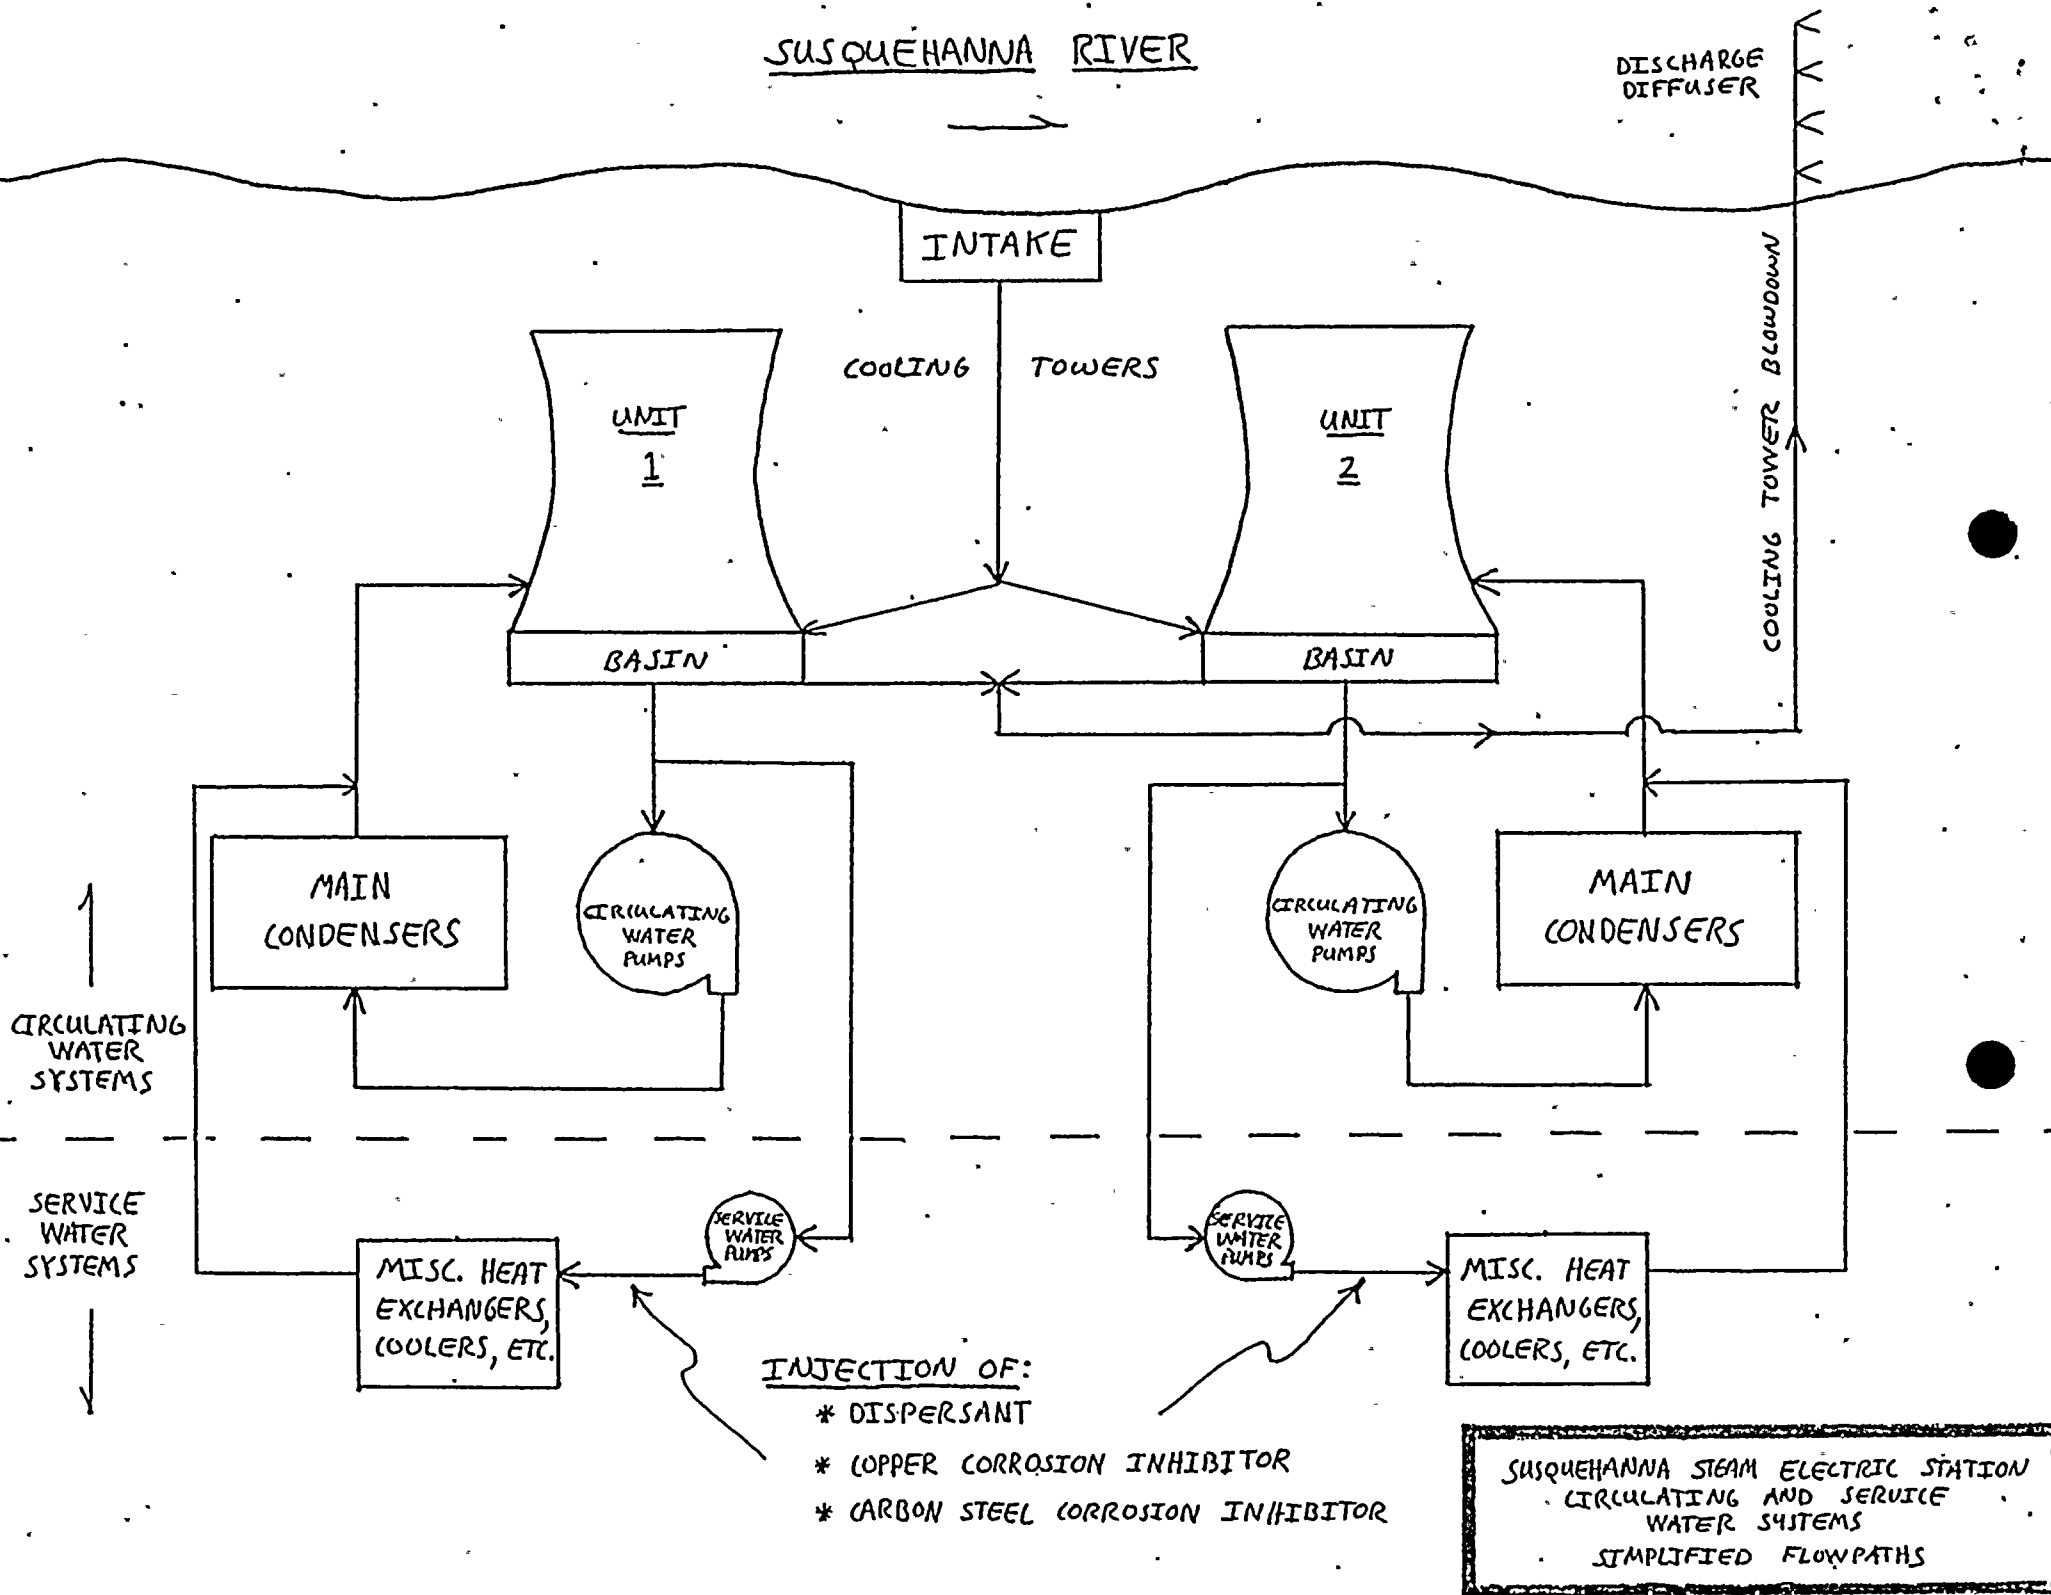 SUSQUEHANNA RIVER
DISCHARGE
DIFFUSER
INTAKE
COOLING TOWERS
COOLING TOWER BLOWDOWN
UNIT
1
UNIT
2
BASIN
BASIN
MAIN
CONDENSERS
CIRCULATING
WATER
PUMPS
CIRCULATING
WATER
PUMPS
MAIN
CONDENSERS
CIRCULATING
WATER
SYSTEMS
SERVICE
WATER
SYSTEMS
MISC. HEAT
EXCHANGERS,
COOLERS, ETC.
SERVICE
WATER
PUMPS
SERVICE
WATER
PUMPS
MISC. HEAT
EXCHANGERS,
COOLERS, ETC.
INJECTION OF:
* DISPERSANT
* COPPER CORROSION INHIBITOR
* CARBON STEEL CORROSION INHIBITOR
SUSQUEHANNA STEAM ELECTRIC STATION
CIRCULATING AND SERVICE
WATER SYSTEMS
SIMPLIFIED FLOWPATHS